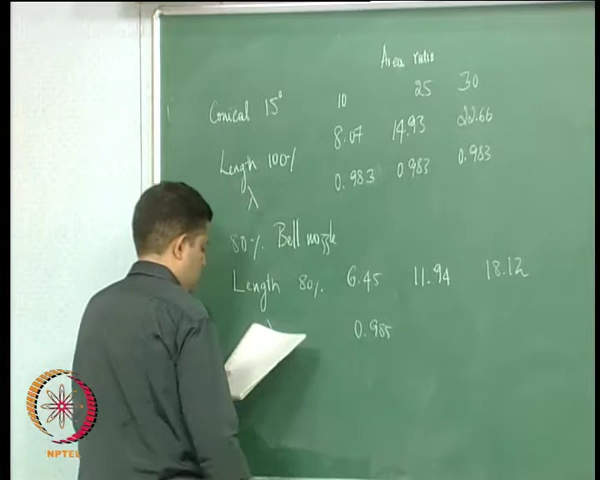 Area ratio
Conical 15° 10 25 30
Length 100% 8.07 14.93 22.66
λ 0.983 0.983 0.983
80% Bell nozzle
Length 80% 6.45 11.94 18.12
0.985
NPTEL